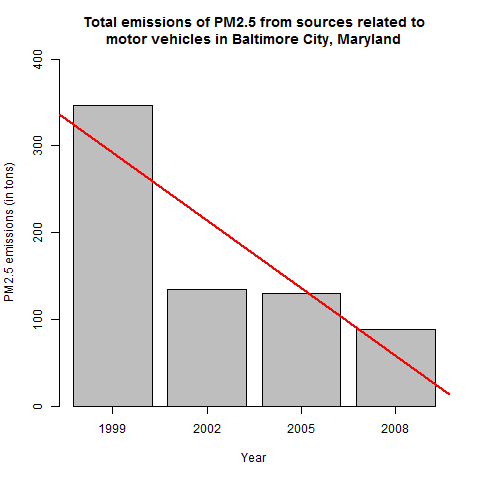 Total emissions of PM2.5 from sources related to
motor vehicles in Baltimore City, Maryland
PM2.5 emissions (in tons)
400
300
200
100
0
1999 2002 2005 2008
Year